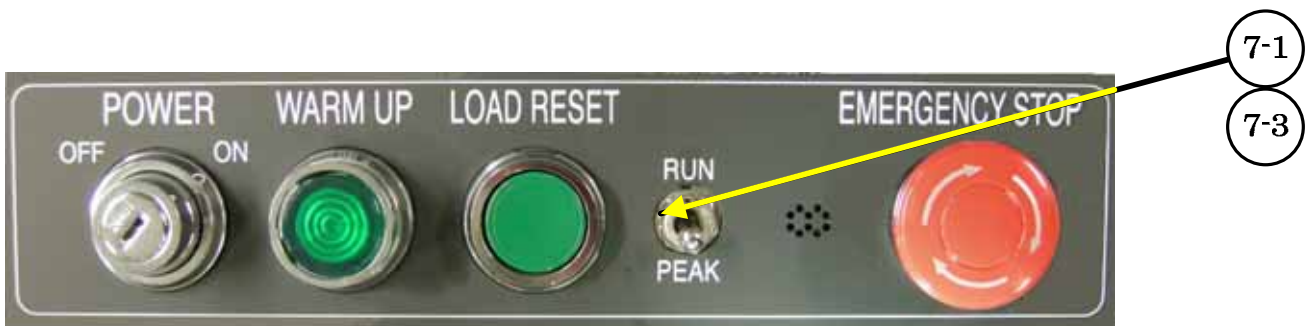 7-1
7-3
POWER
WARM UP
LOAD RESET
EMERGENCY STOP
OFF
ON
RUN
PEAK